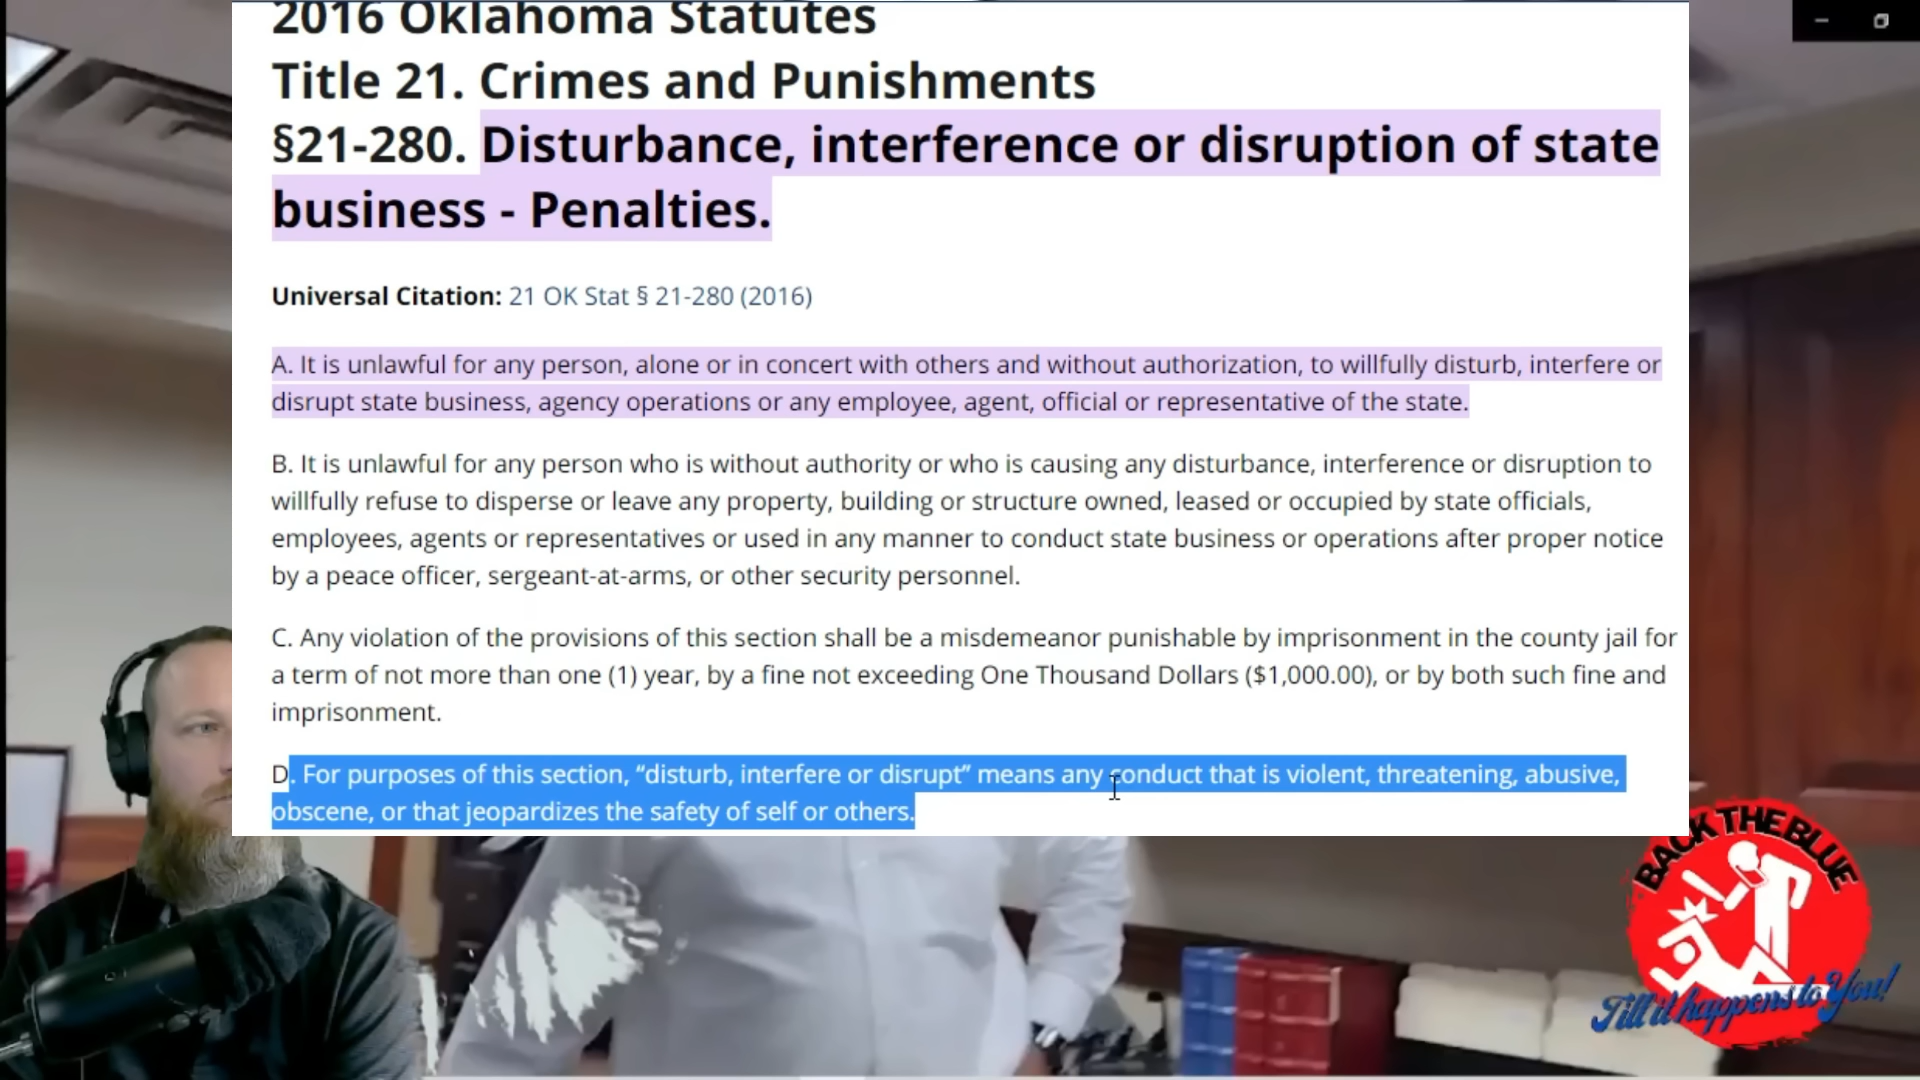 2016 Oklahoma Statutes
Title 21. Crimes and Punishments
§21-280. Disturbance, interference or disruption of state
business - Penalties.
Universal Citation: 21 OK Stat § 21-280 (2016)
A. It is unlawful for any person, alone or in concert with others and without authorization, to willfully disturb, interfere or
disrupt state business, agency operations or any employee, agent, official or representative of the state.
B. It is unlawful for any person who is without authority or who is causing any disturbance, interference or disruption to
willfully refuse to disperse or leave any property, building or structure owned, leased or occupied by state officials,
employees, agents or representatives or used in any manner to conduct state business or operations after proper notice
by a peace officer, sergeant-at-arms, or other security personnel.
C. Any violation of the provisions of this section shall be a misdemeanor punishable by imprisonment in the county jail for
a term of not more than one (1) year, by a fine not exceeding One Thousand Dollars ($1,000.00), or by both such fine and
imprisonment.
D. For purposes of this section, “disturb, interfere or disrupt” means any conduct that is violent, threatening, abusive,
obscene, or that jeopardizes the safety of self or others.
BACK THE BLUE
Till it happens to You!